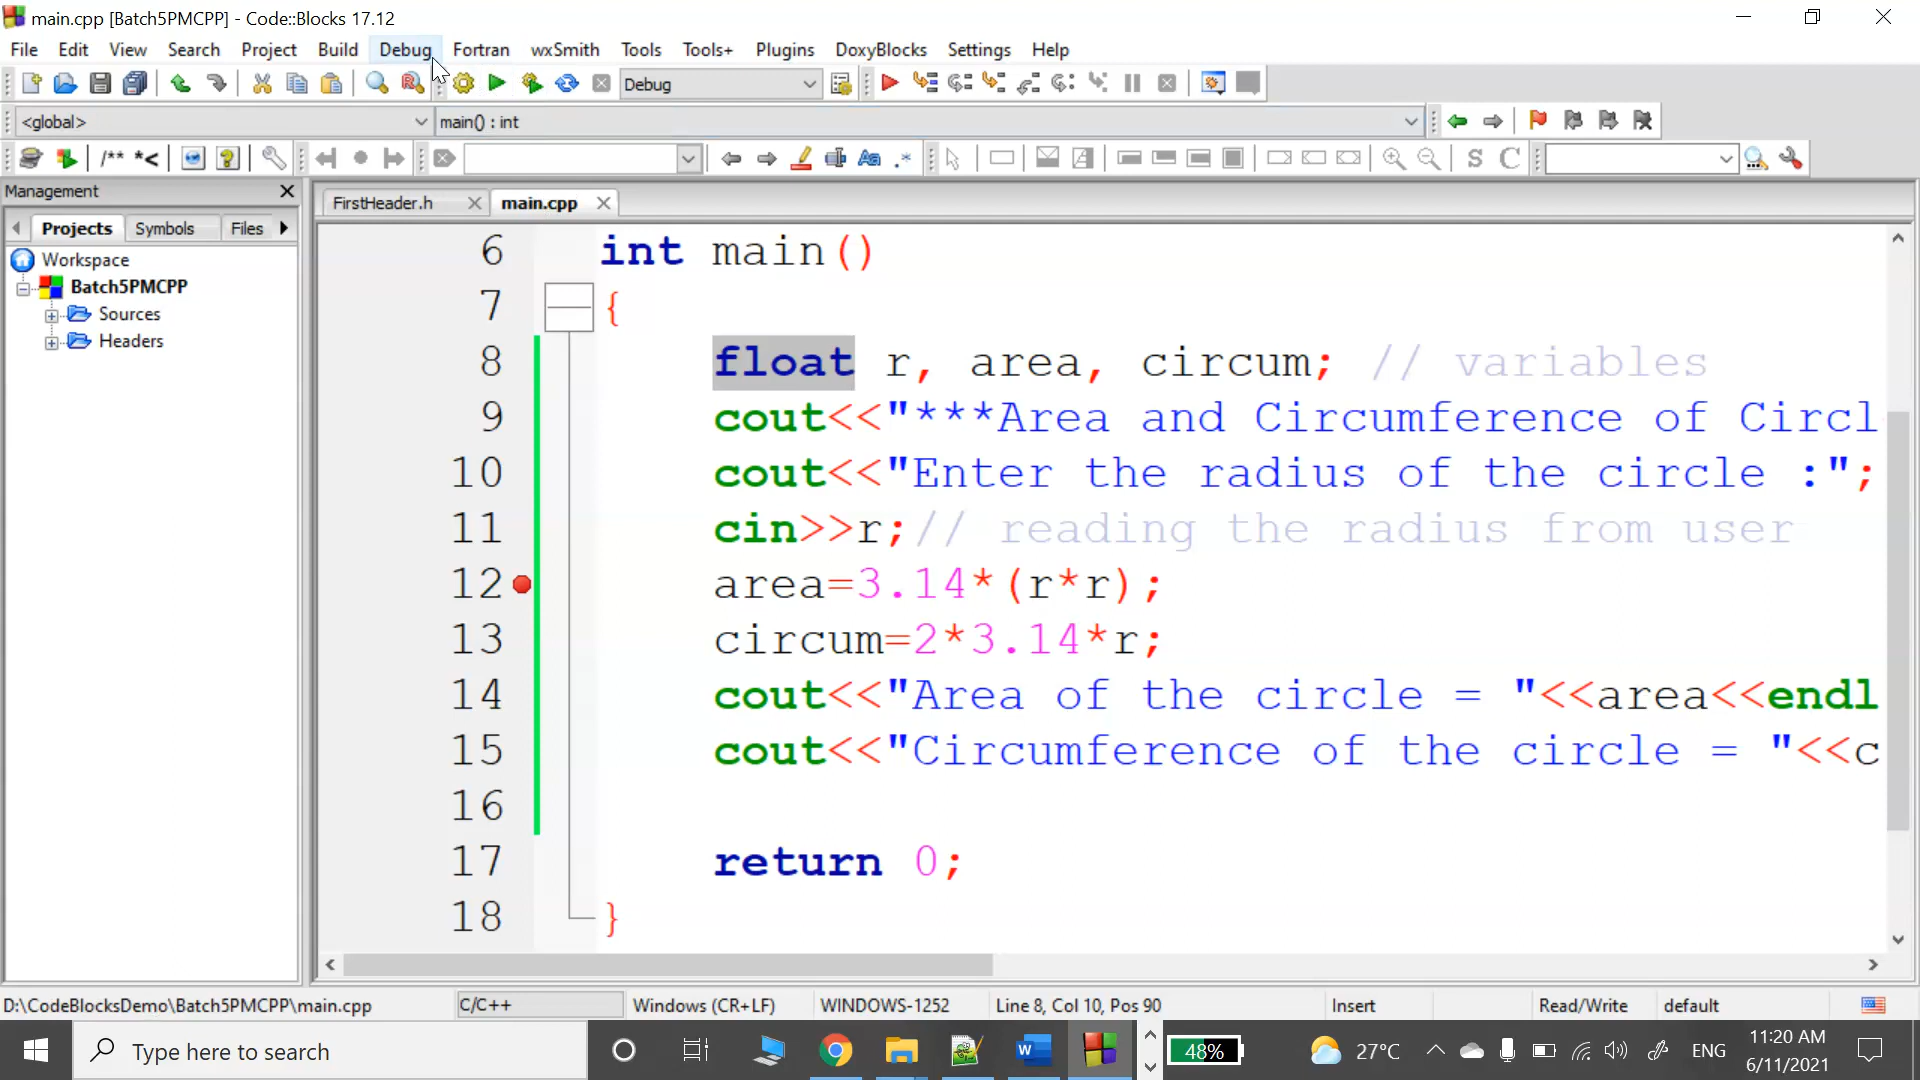 main.cpp [Batch5PMCPP] - Code::Blocks 17.12
File Edit View Search Project Build Debug Fortran wxSmith Tools Tools+ Plugins DoxyBlocks Settings Help
Debug
<global> main() : int
/** *<
Aa .* S C
Management
Projects Symbols Files
FirstHeader.h main.cpp
Workspace
Batch5PMCPP
Sources
Headers
6 int main()
7 {
8 float r, area, circum; // variables
9 cout<<"***Area and Circumference of Circl
10 cout<<"Enter the radius of the circle :";
11 cin>>r;// reading the radius from user
12 area=3.14*(r*r);
13 circum=2*3.14*r;
14 cout<<"Area of the circle = "<<area<<endl
15 cout<<"Circumference of the circle = "<<c
16
17 return 0;
18 }
D:\CodeBlocksDemo\Batch5PMCPP\main.cpp C/C++ Windows (CR+LF) WINDOWS-1252 Line 8, Col 10, Pos 90 Insert Read/Write default
Type here to search
48%
27°C
ENG
11:20 AM
6/11/2021